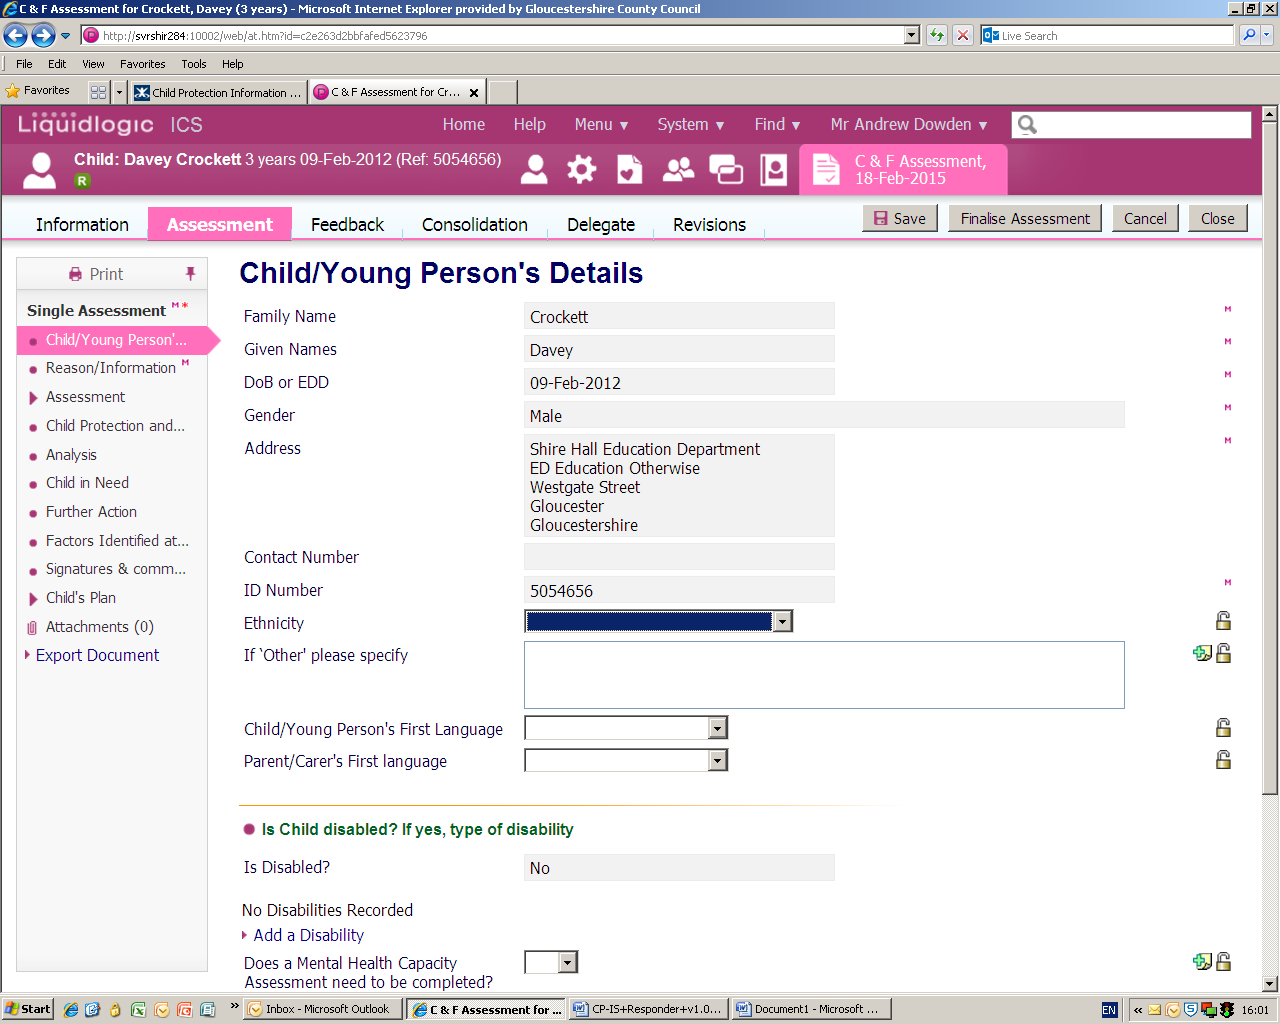 C & F Assessment for Crockett, Davey (3 years) - Microsoft Internet Explorer provided by Gloucestershire County Council
http://svrshir284:10002/web/at.htm?id=c2e263d2bbfafed5623796
Live Search
File Edit View Favorites Tools Help
Favorites
Child Protection Information ...
C & F Assessment for Cr...
Liquidlogic ICS
Home Help Menu System Find Mr Andrew Dowden
Child: Davey Crockett 3 years 09-Feb-2012 (Ref: 5054656)
R
C & F Assessment,
18-Feb-2015
Information Assessment Feedback Consolidation Delegate Revisions
Save Finalise Assessment Cancel Close
Print
Single Assessment M *
Child/Young Person'...
Reason/Information M
Assessment
Child Protection and...
Analysis
Child in Need
Further Action
Factors Identified at...
Signatures & comm...
Child's Plan
Attachments (0)
Export Document
Child/Young Person's Details
Family Name Crockett M
Given Names Davey M
DoB or EDD 09-Feb-2012 M
Gender Male M
Address Shire Hall Education Department M
ED Education Otherwise
Westgate Street
Gloucester
Gloucestershire
Contact Number
ID Number 5054656 M
Ethnicity
If `Other' please specify
Child/Young Person's First Language
Parent/Carer's First language
Is Child disabled? If yes, type of disability
Is Disabled? No
No Disabilities Recorded
Add a Disability
Does a Mental Health Capacity
Assessment need to be completed?
Start
Inbox - Microsoft Outlook
C & F Assessment for ...
CP-IS+Responder+v1.0...
Document1 - Microsoft ...
EN
16:01